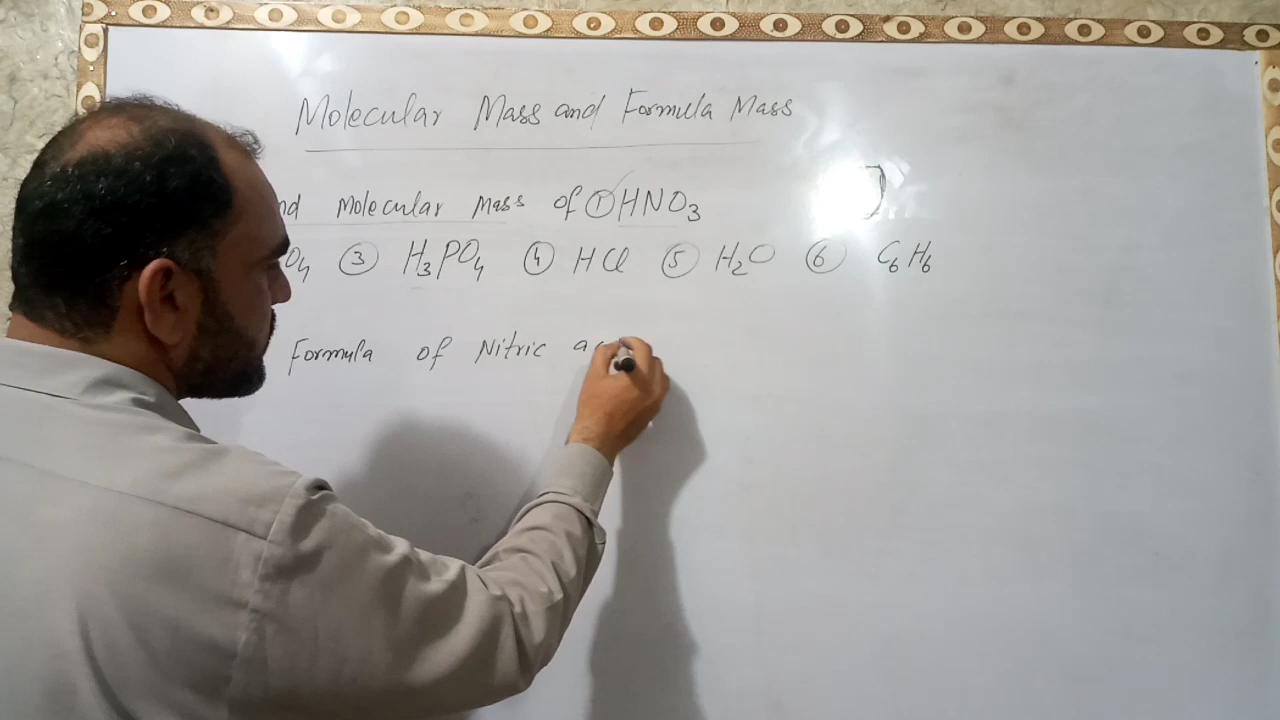 Molecular Mass and Formula Mass
nd Molecular Mass of ① HNO3
O4 ③ H3PO4 ④ HCl ⑤ H2O ⑥ C6H6
Formula of Nitric